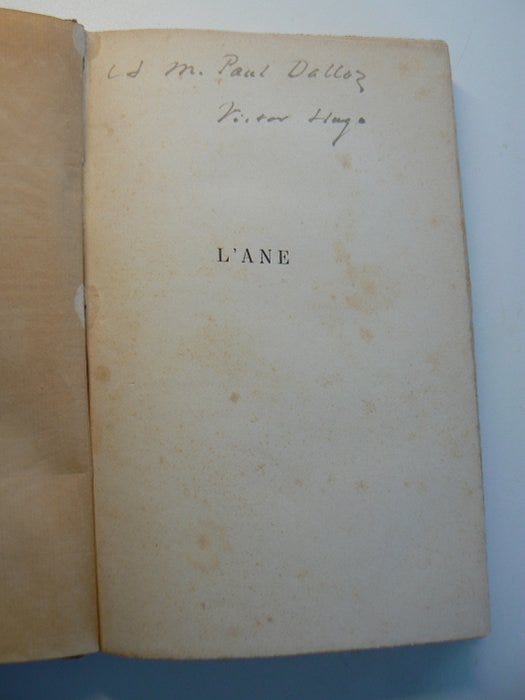 à M. Paul Dalloz
Victor Hugo
L'ANE